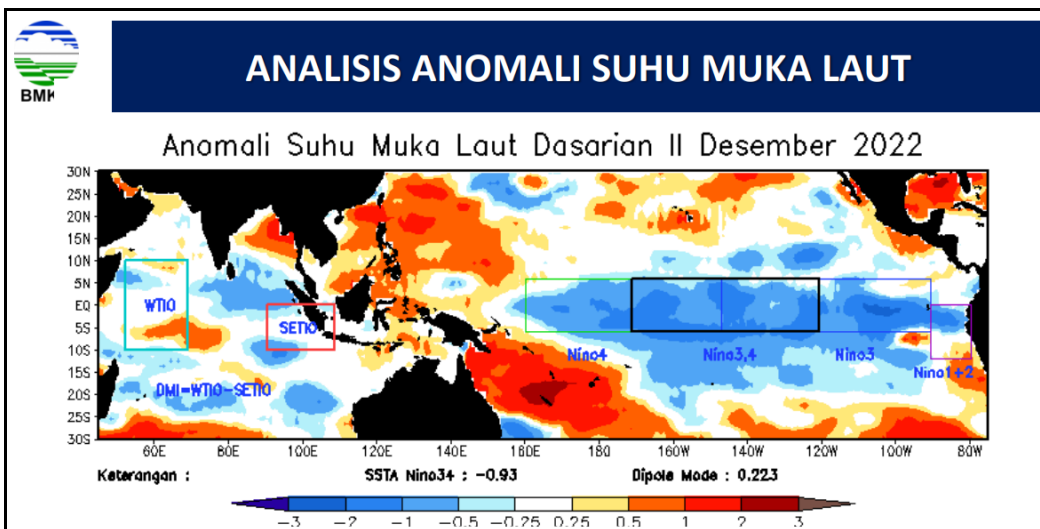 BMK
ANALISIS ANOMALI SUHU MUKA LAUT
Anomali Suhu Muka Laut Dasarian II Desember 2022
30N
25N
20N
15N
10N
5N
EQ
5S
10S
15S
20S
25S
30S
WTIO
SETIO
Nino4
Nino3,4
Nino3
Nino1+2
DMI=WTIO-SETIO
60E 80E 100E 120E 140E 160E 180 160W 140W 120W 100W 80W
Keterangan : SSTA Nino34 : -0.93 Dipole Mode : 0.223
-3 -2 -1 -0.5 -0.25 0.25 0.5 1 2 3